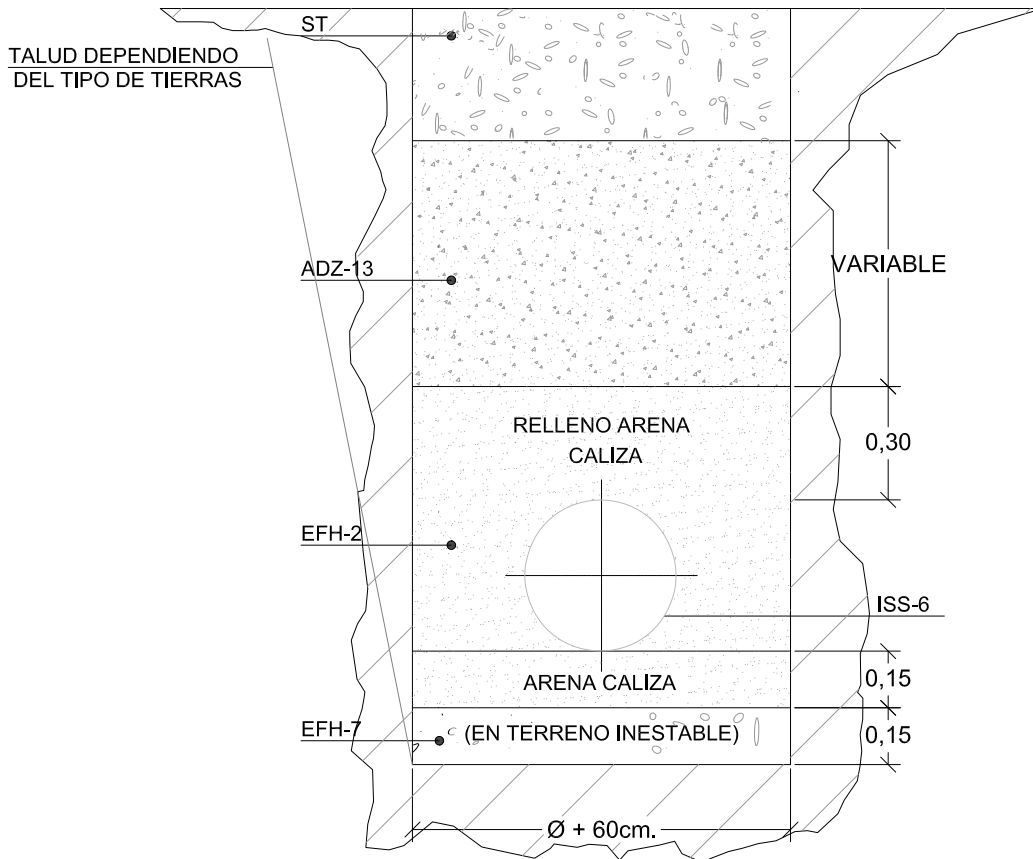 ST
TALUD DEPENDIENDO
DEL TIPO DE TIERRAS
ADZ-13
VARIABLE
RELLENO ARENA
CALIZA
0,30
EFH-2
ISS-6
ARENA CALIZA
0,15
EFH-7
(EN TERRENO INESTABLE)
0,15
Ø + 60cm.